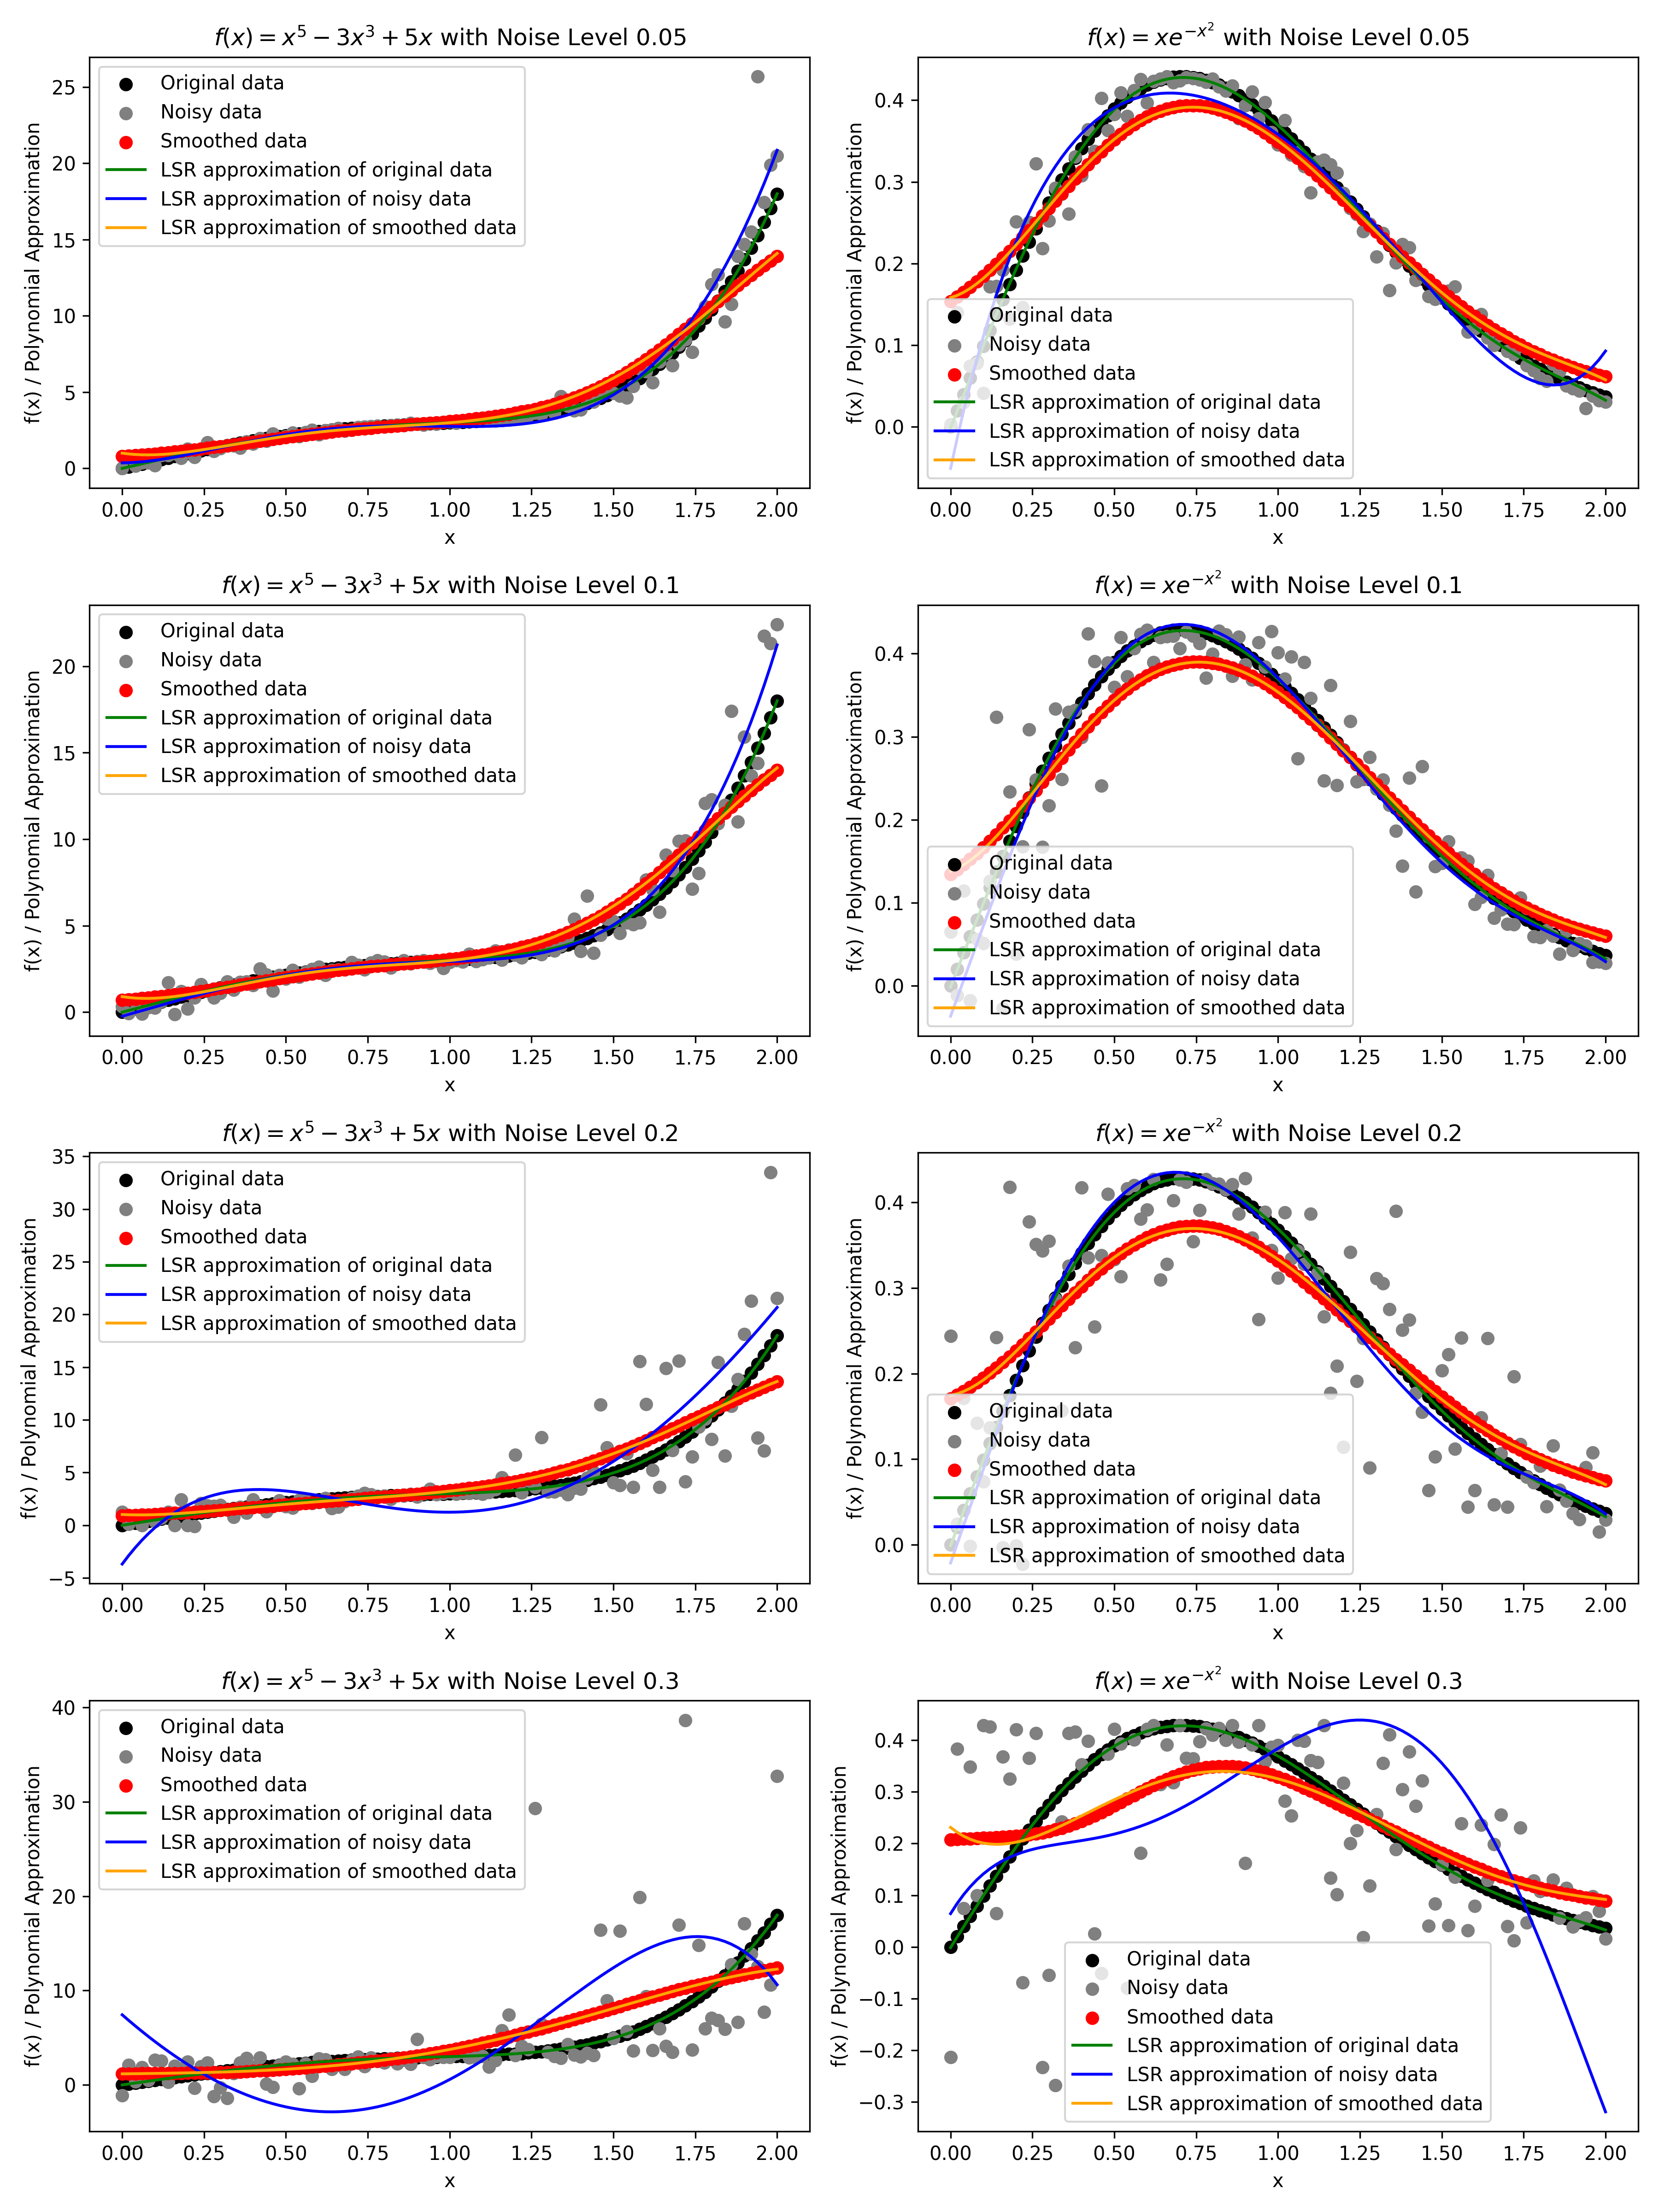 f(x) = x⁵ − 3x³ + 5x with Noise Level 0.05
f(x) / Polynomial Approximation
25
20
15
10
5
0
Original data
Noisy data
Smoothed data
LSR approximation of original data
LSR approximation of noisy data
LSR approximation of smoothed data
0.00 0.25 0.50 0.75 1.00 1.25 1.50 1.75 2.00
x
f(x) = xe^{−x²} with Noise Level 0.05
f(x) / Polynomial Approximation
0.4
0.3
0.2
0.1
0.0
Original data
Noisy data
Smoothed data
LSR approximation of original data
LSR approximation of noisy data
LSR approximation of smoothed data
0.00 0.25 0.50 0.75 1.00 1.25 1.50 1.75 2.00
x
f(x) = x⁵ − 3x³ + 5x with Noise Level 0.1
f(x) / Polynomial Approximation
20
15
10
5
0
Original data
Noisy data
Smoothed data
LSR approximation of original data
LSR approximation of noisy data
LSR approximation of smoothed data
0.00 0.25 0.50 0.75 1.00 1.25 1.50 1.75 2.00
x
f(x) = xe^{−x²} with Noise Level 0.1
f(x) / Polynomial Approximation
0.4
0.3
0.2
0.1
0.0
Original data
Noisy data
Smoothed data
LSR approximation of original data
LSR approximation of noisy data
LSR approximation of smoothed data
0.00 0.25 0.50 0.75 1.00 1.25 1.50 1.75 2.00
x
f(x) = x⁵ − 3x³ + 5x with Noise Level 0.2
f(x) / Polynomial Approximation
35
30
25
20
15
10
5
0
−5
Original data
Noisy data
Smoothed data
LSR approximation of original data
LSR approximation of noisy data
LSR approximation of smoothed data
0.00 0.25 0.50 0.75 1.00 1.25 1.50 1.75 2.00
x
f(x) = xe^{−x²} with Noise Level 0.2
f(x) / Polynomial Approximation
0.4
0.3
0.2
0.1
0.0
Original data
Noisy data
Smoothed data
LSR approximation of original data
LSR approximation of noisy data
LSR approximation of smoothed data
0.00 0.25 0.50 0.75 1.00 1.25 1.50 1.75 2.00
x
f(x) = x⁵ − 3x³ + 5x with Noise Level 0.3
f(x) / Polynomial Approximation
40
30
20
10
0
Original data
Noisy data
Smoothed data
LSR approximation of original data
LSR approximation of noisy data
LSR approximation of smoothed data
0.00 0.25 0.50 0.75 1.00 1.25 1.50 1.75 2.00
x
f(x) = xe^{−x²} with Noise Level 0.3
f(x) / Polynomial Approximation
0.4
0.3
0.2
0.1
0.0
−0.1
−0.2
−0.3
Original data
Noisy data
Smoothed data
LSR approximation of original data
LSR approximation of noisy data
LSR approximation of smoothed data
0.00 0.25 0.50 0.75 1.00 1.25 1.50 1.75 2.00
x